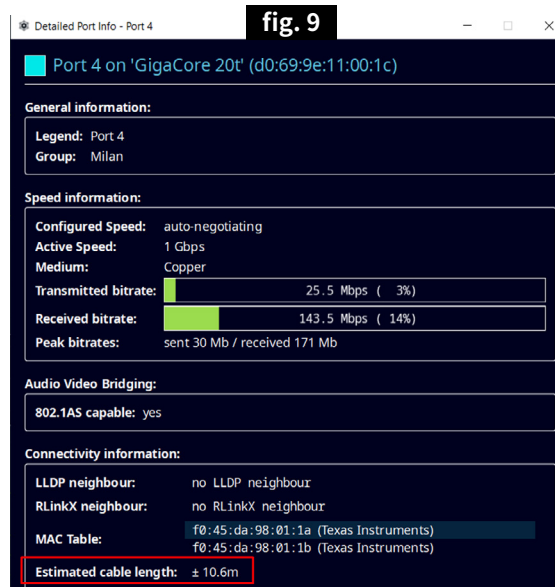 fig. 9
Detailed Port Info - Port 4
Port 4 on 'GigaCore 20t' (d0:69:9e:11:00:1c)
General information:
Legend: Port 4
Group: Milan
Speed information:
Configured Speed: auto-negotiating
Active Speed: 1 Gbps
Medium: Copper
Transmitted bitrate: 25.5 Mbps ( 3%)
Received bitrate: 143.5 Mbps ( 14%)
Peak bitrates: sent 30 Mb / received 171 Mb
Audio Video Bridging:
802.1AS capable: yes
Connectivity information:
LLDP neighbour: no LLDP neighbour
RLinkX neighbour: no RLinkX neighbour
MAC Table: f0:45:da:98:01:1a (Texas Instruments)
f0:45:da:98:01:1b (Texas Instruments)
Estimated cable length: ± 10.6m